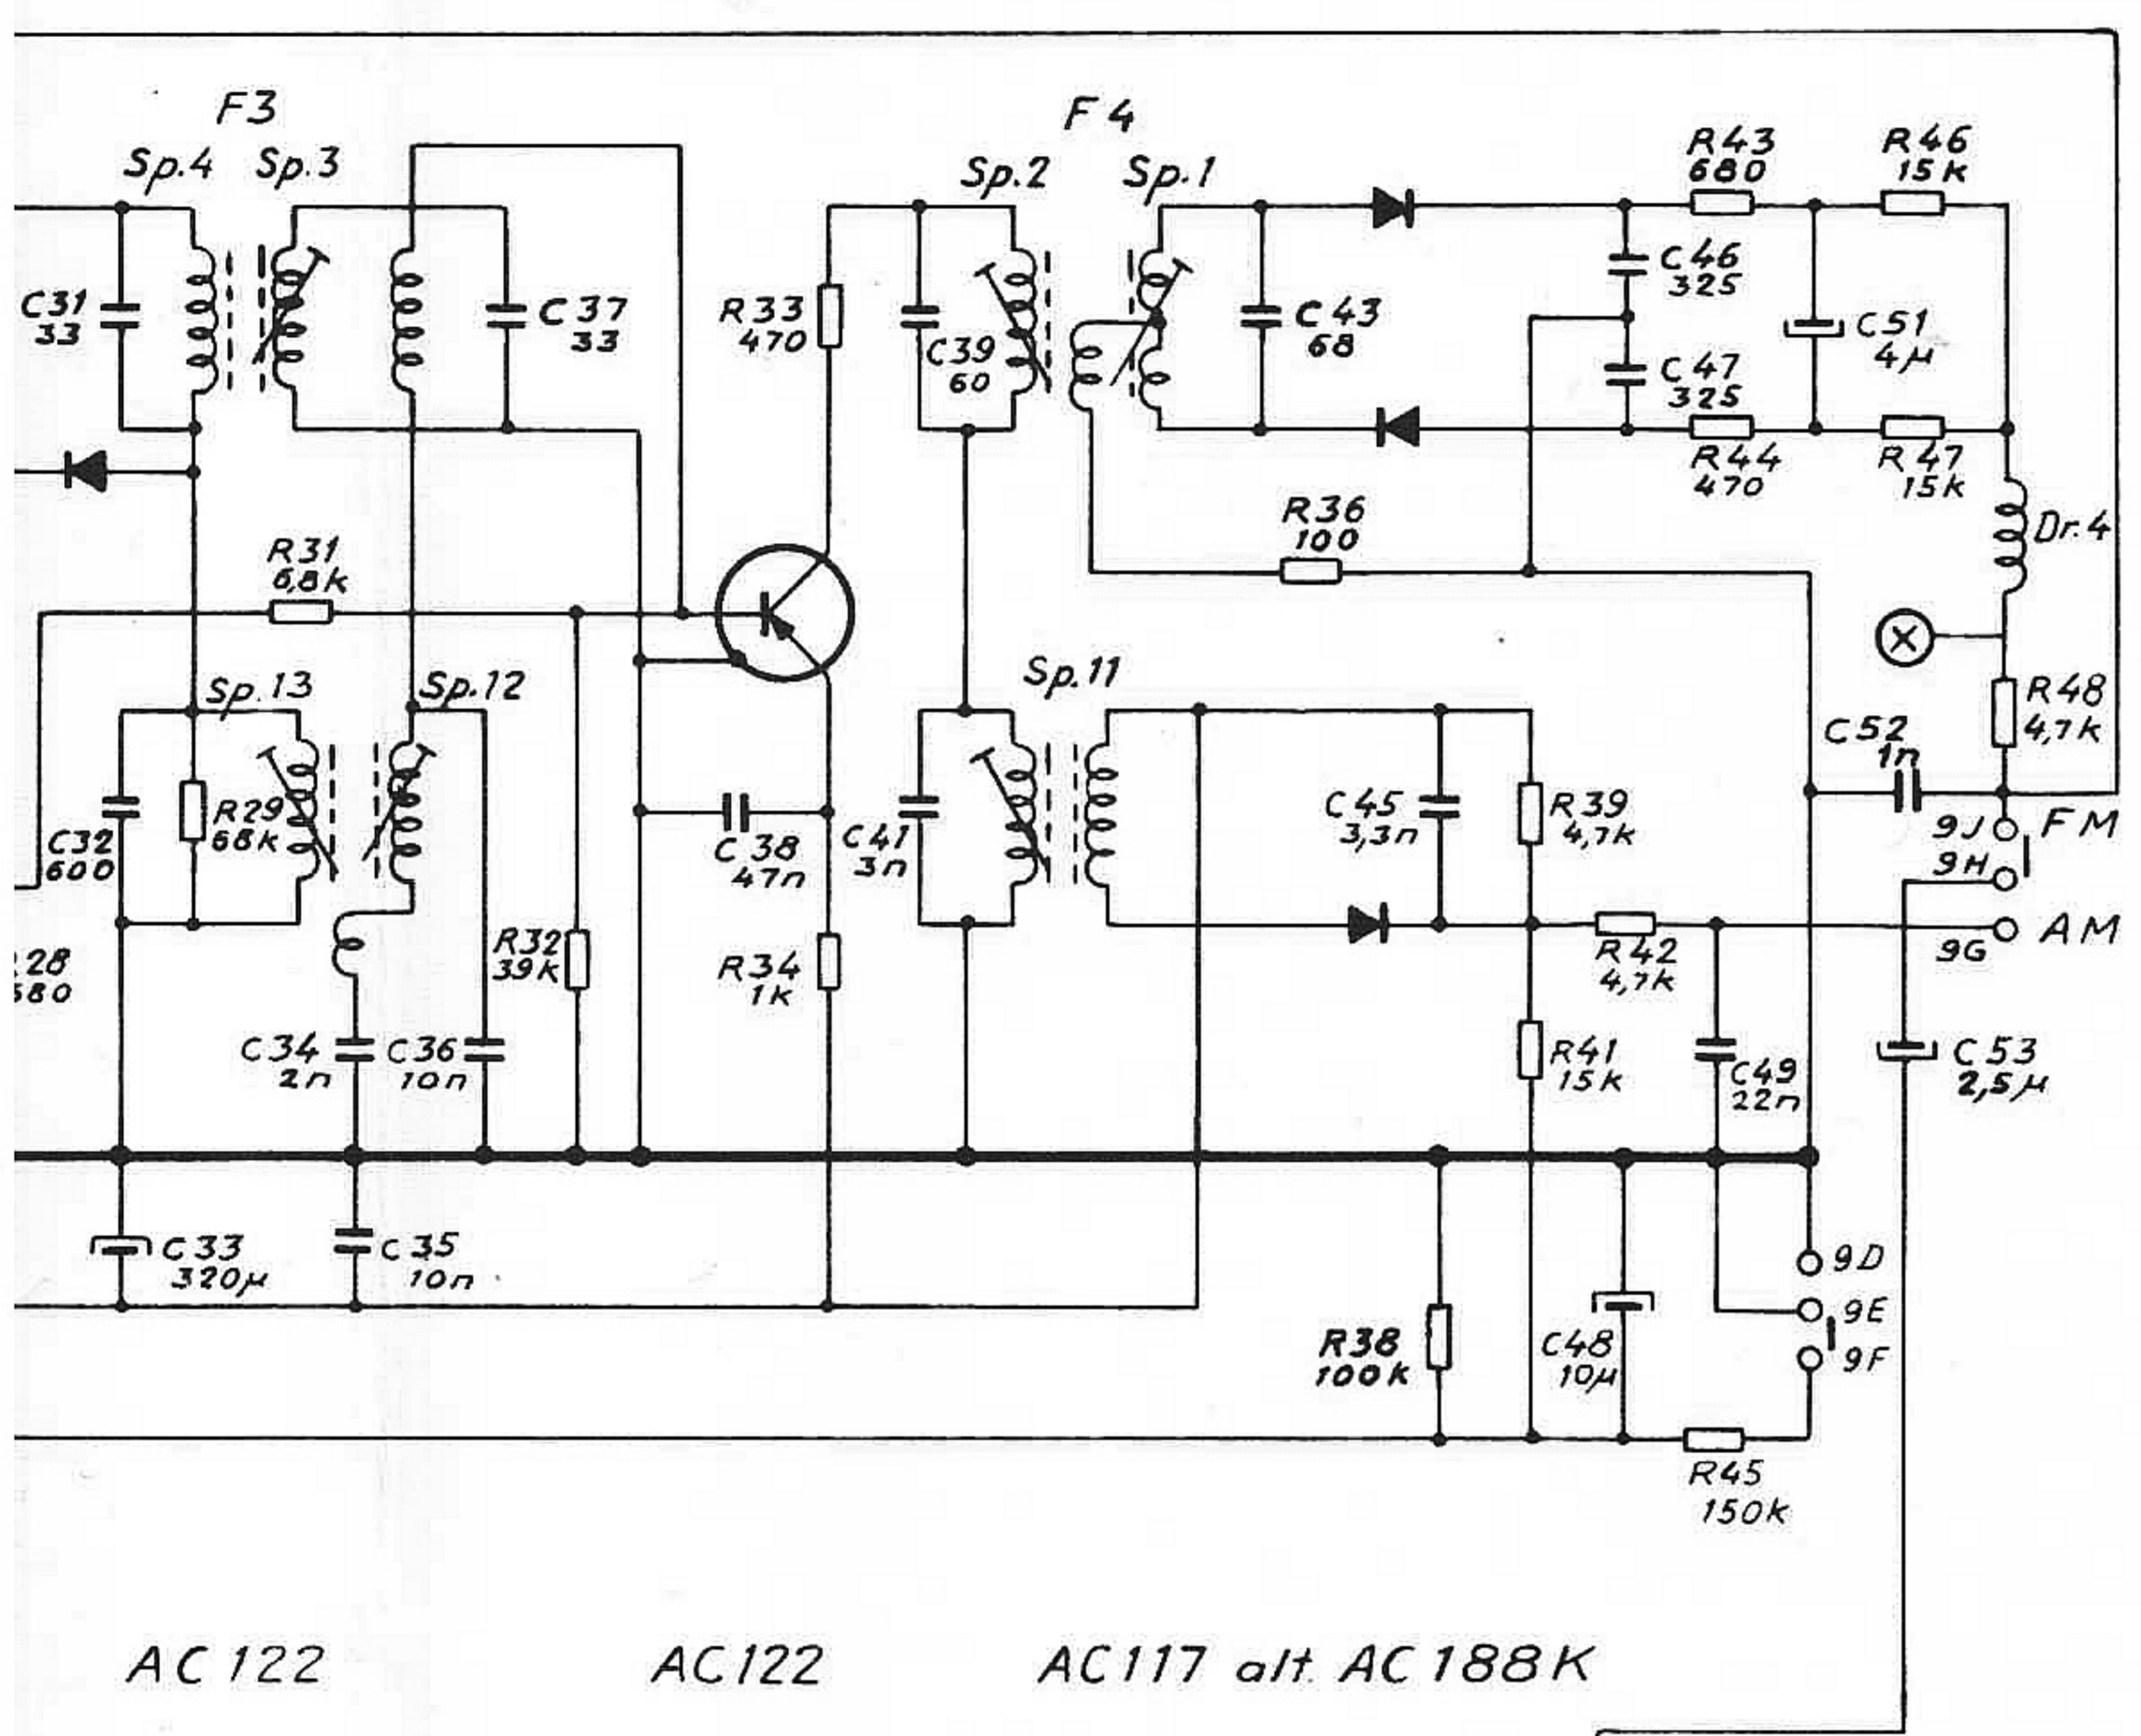 F3
Sp.4 Sp.3
F4
Sp.2 Sp.1
R43
680
R46
15k
C31
33
C37
33
R33
470
C39
60
C43
68
C46
325
C47
325
C51
4µ
R44
470
R47
15k
R36
100
Dr.4
R31
6,8k
Sp.13
Sp.12
Sp.11
R48
4,7k
C52
1n
C32
600
R29
68k
C38
47n
C41
3n
C45
3,3n
R39
4,7k
9J FM
9H
AM
9G
28
680
R32
39k
R34
1k
R42
4,7k
C34
2n
C36
10n
R41
15k
C49
22n
C53
2,5µ
C33
320µ
C35
10n
9D
9E
9F
R38
100k
C48
10µ
R45
150k
AC122 AC122 AC117 alt. AC188K